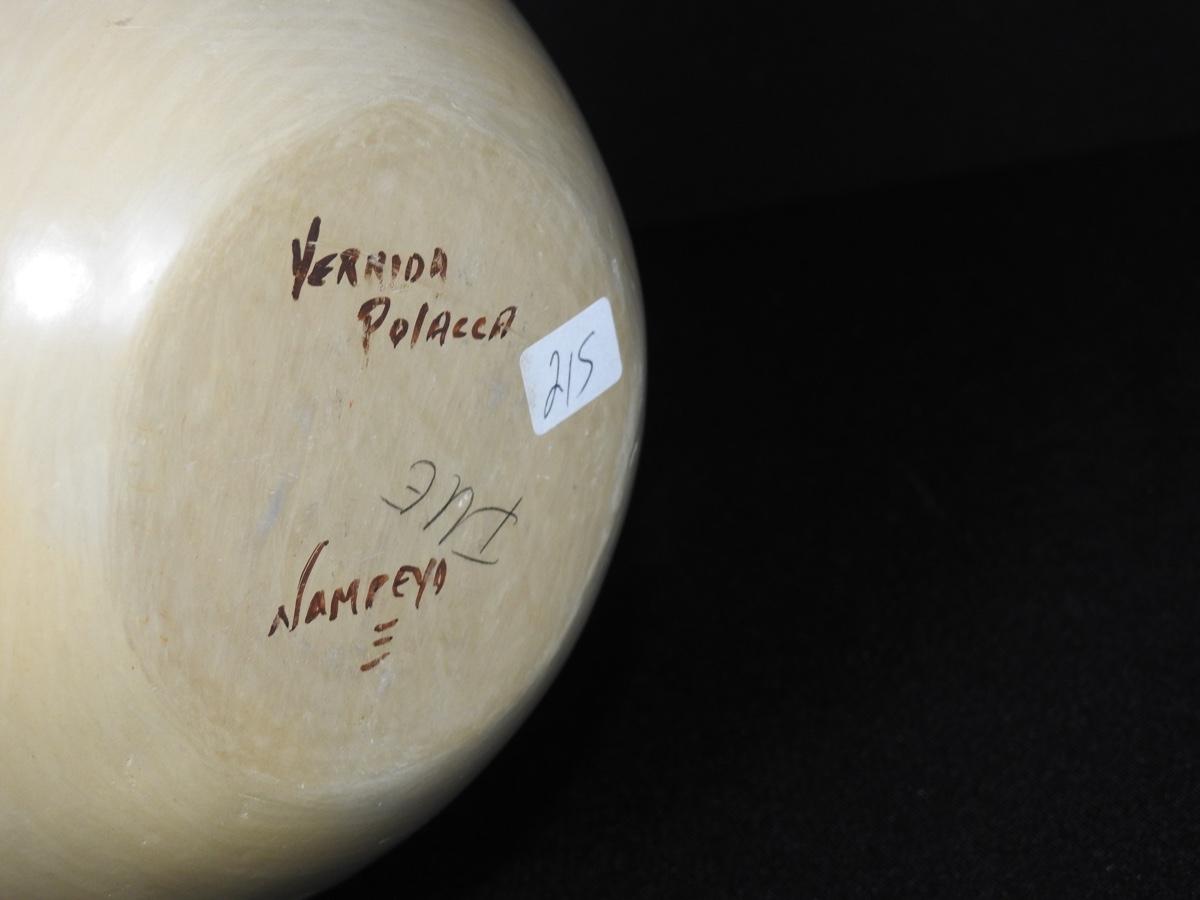 VERNIDA
POlACCA
215
NAMPEYO